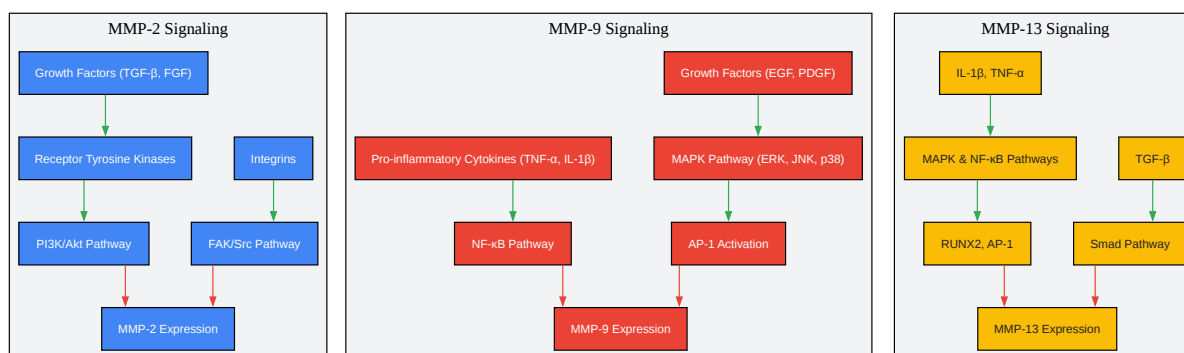 MMP-2 Signaling
Growth Factors (TGF-β, FGF)
Receptor Tyrosine Kinases
Integrins
PI3K/Akt Pathway
FAK/Src Pathway
MMP-2 Expression
MMP-9 Signaling
Growth Factors (EGF, PDGF)
Pro-inflammatory Cytokines (TNF-α, IL-1β)
MAPK Pathway (ERK, JNK, p38)
NF-κB Pathway
AP-1 Activation
MMP-9 Expression
MMP-13 Signaling
IL-1β, TNF-α
MAPK & NF-κB Pathways
TGF-β
RUNX2, AP-1
Smad Pathway
MMP-13 Expression